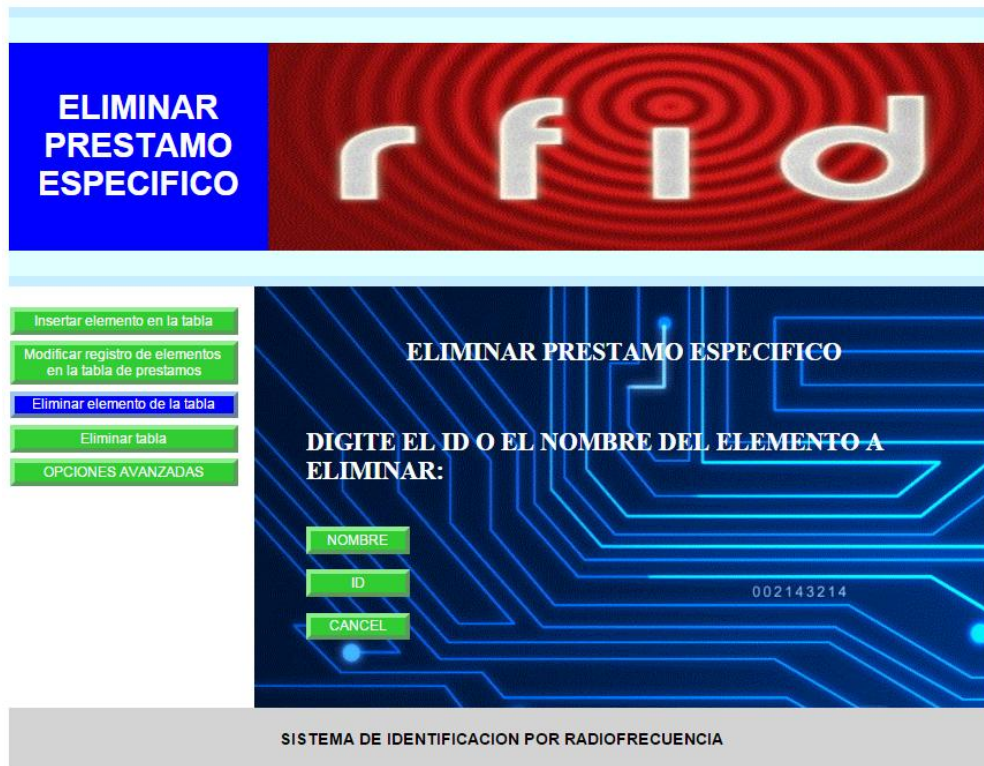 ELIMINAR
PRESTAMO
ESPECIFICO
rfid
Insertar elemento en la tabla
Modificar registro de elementos
en la tabla de prestamos
Eliminar elemento de la tabla
Eliminar tabla
OPCIONES AVANZADAS
ELIMINAR PRESTAMO ESPECIFICO
DIGITE EL ID O EL NOMBRE DEL ELEMENTO A
ELIMINAR:
NOMBRE
ID
002143214
CANCEL
SISTEMA DE IDENTIFICACION POR RADIOFRECUENCIA